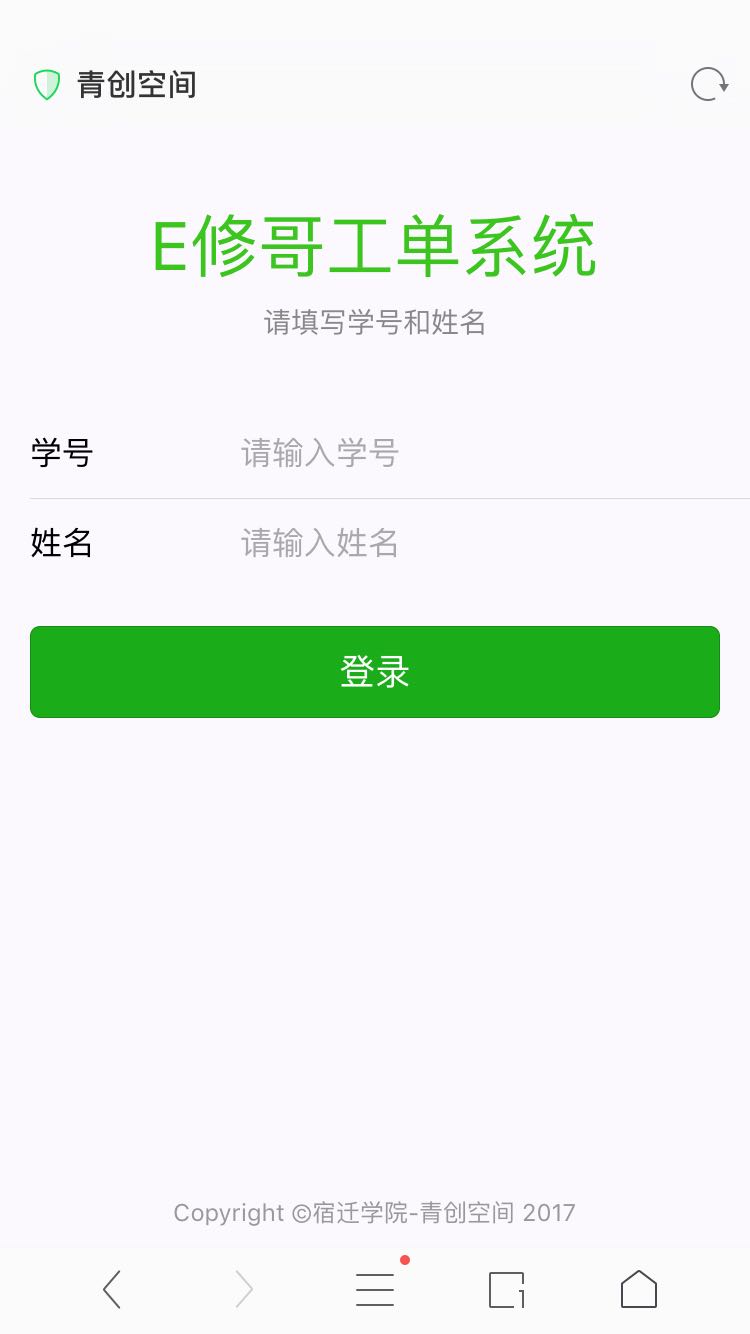 青创空间
E修哥工单系统
请填写学号和姓名
学号 请输入学号
姓名 请输入姓名
登录
Copyright ©宿迁学院-青创空间 2017
1